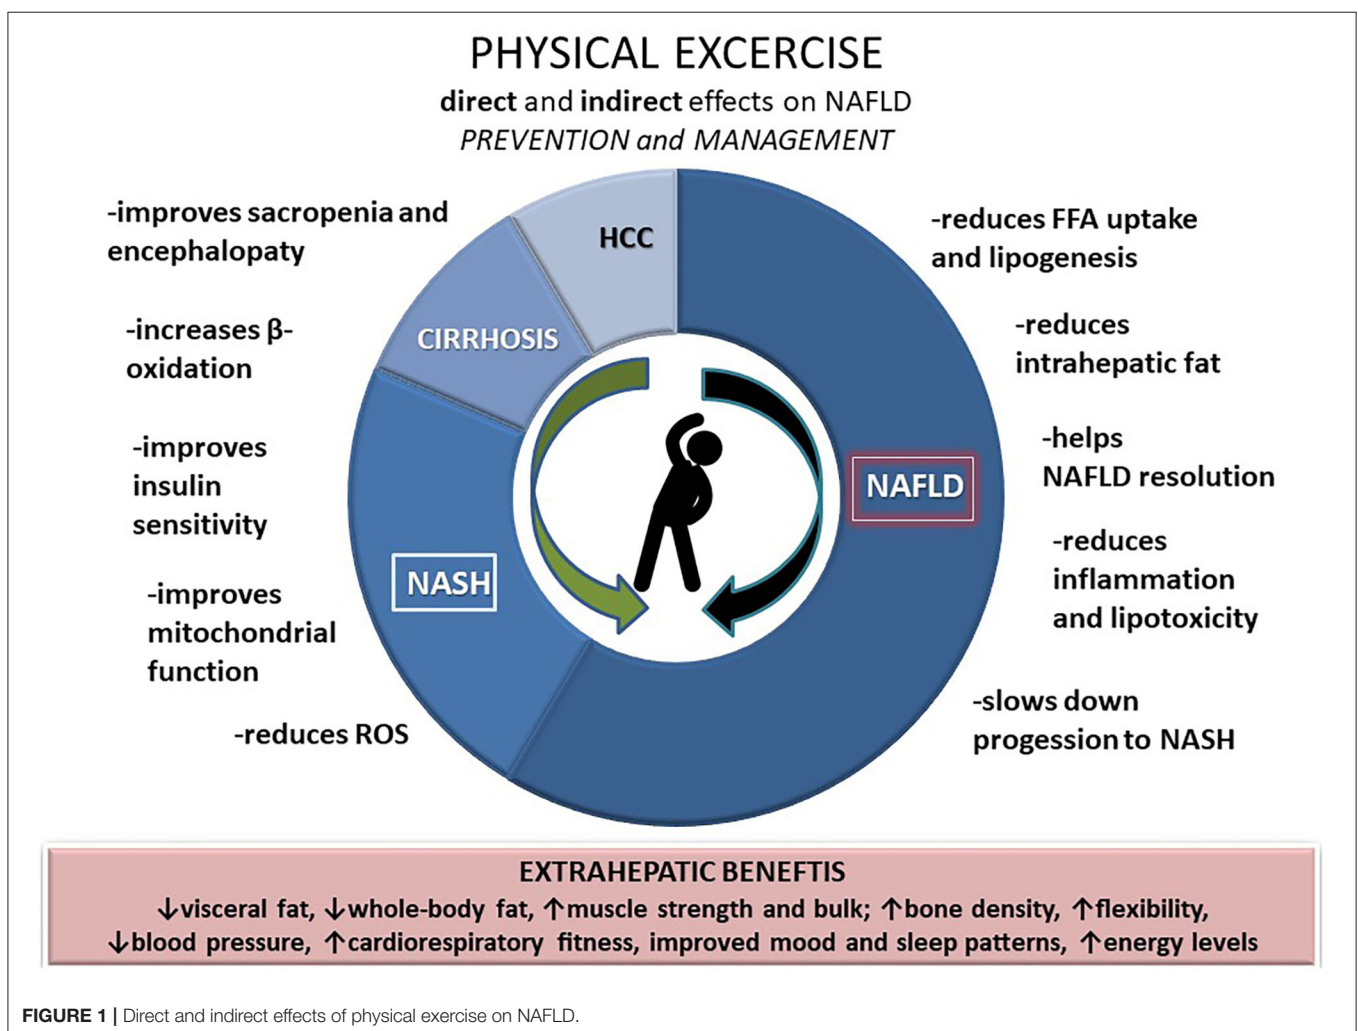 PHYSICAL EXCERCISE
direct and indirect effects on NAFLD
PREVENTION and MANAGEMENT
-improves sacropenia and
encephalopaty
-increases β-
oxidation
-improves
insulin
sensitivity
-improves
mitochondrial
function
-reduces ROS
HCC
CIRRHOSIS
NASH
NAFLD
-reduces FFA uptake
and lipogenesis
-reduces
intrahepatic fat
-helps
NAFLD resolution
-reduces
inflammation
and lipotoxicity
-slows down
progession to NASH
EXTRAHEPATIC BENEFTIS
↓visceral fat, ↓whole-body fat, ↑muscle strength and bulk; ↑bone density, ↑flexibility,
↓blood pressure, ↑cardiorespiratory fitness, improved mood and sleep patterns, ↑energy levels
FIGURE 1 | Direct and indirect effects of physical exercise on NAFLD.